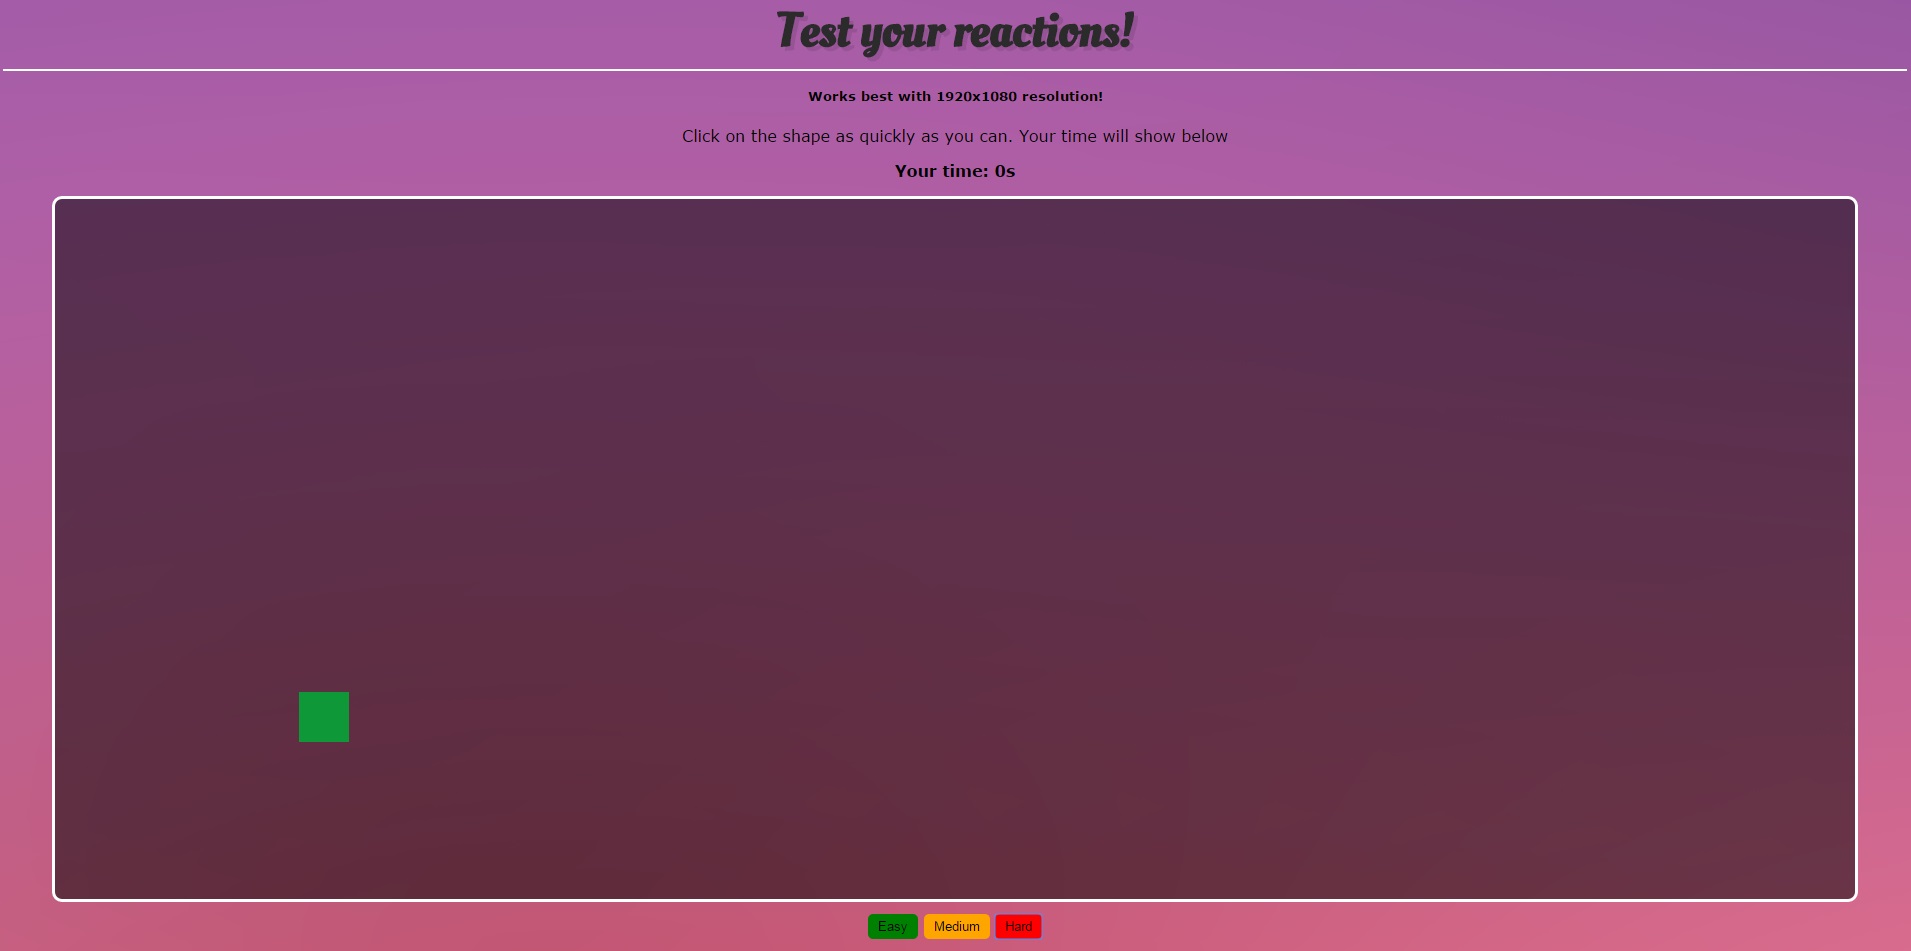 Test your reactions!
Works best with 1920x1080 resolution!
Click on the shape as quickly as you can. Your time will show below
Your time: 0s
Easy Medium Hard